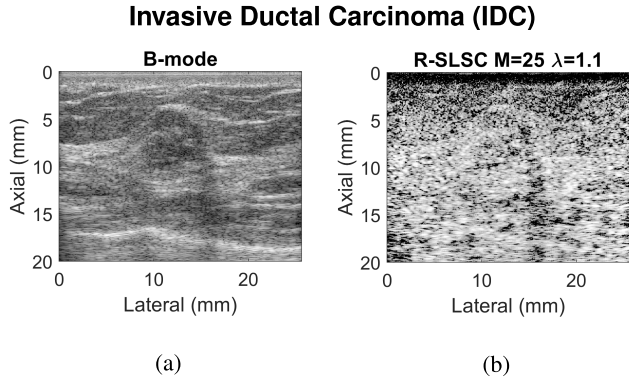 Invasive Ductal Carcinoma (IDC)
B-mode
R-SLSC M=25 λ=1.1
0
5
10
15
20
Axial (mm)
0 10 20
Lateral (mm)
0
5
10
15
20
Axial (mm)
0 10 20
Lateral (mm)
(a)
(b)